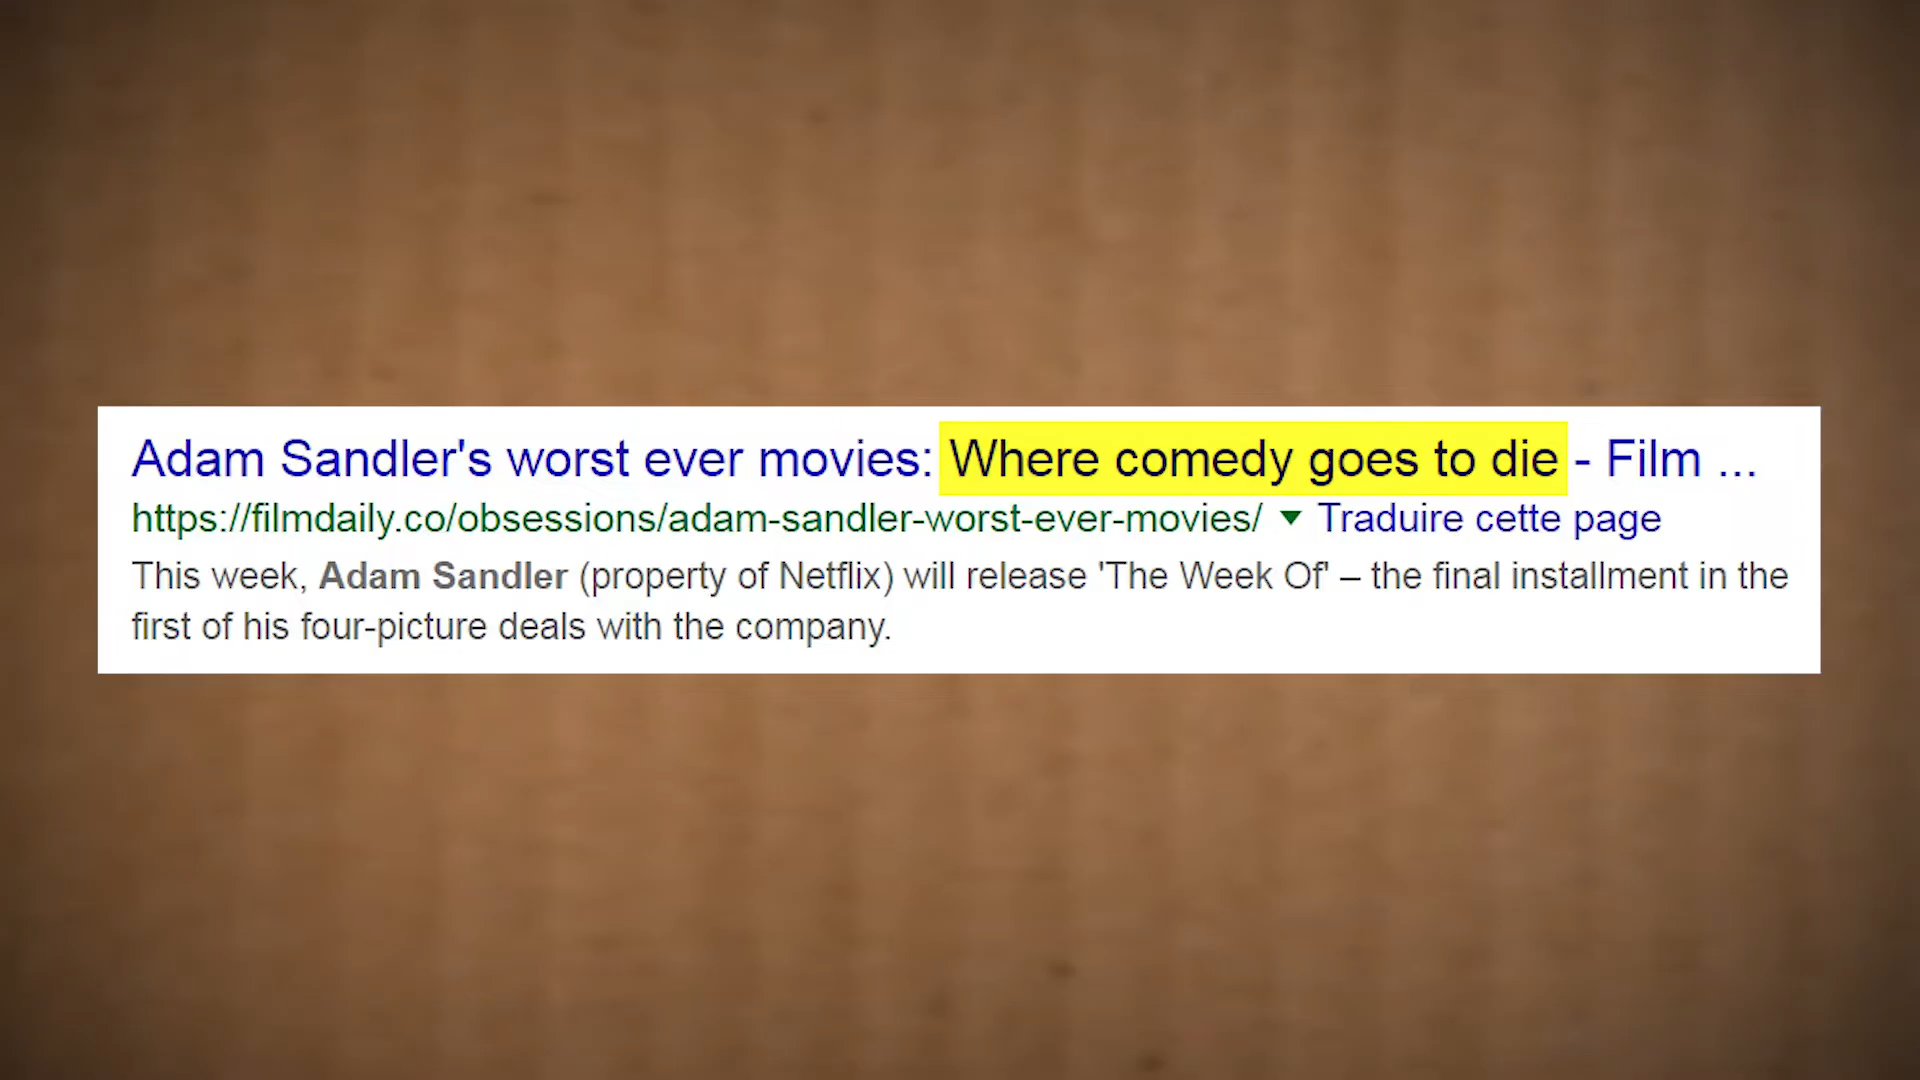 Adam Sandler's worst ever movies: Where comedy goes to die - Film ...
https://filmdaily.co/obsessions/adam-sandler-worst-ever-movies/ ▼ Traduire cette page
This week, Adam Sandler (property of Netflix) will release 'The Week Of' – the final installment in the
first of his four-picture deals with the company.